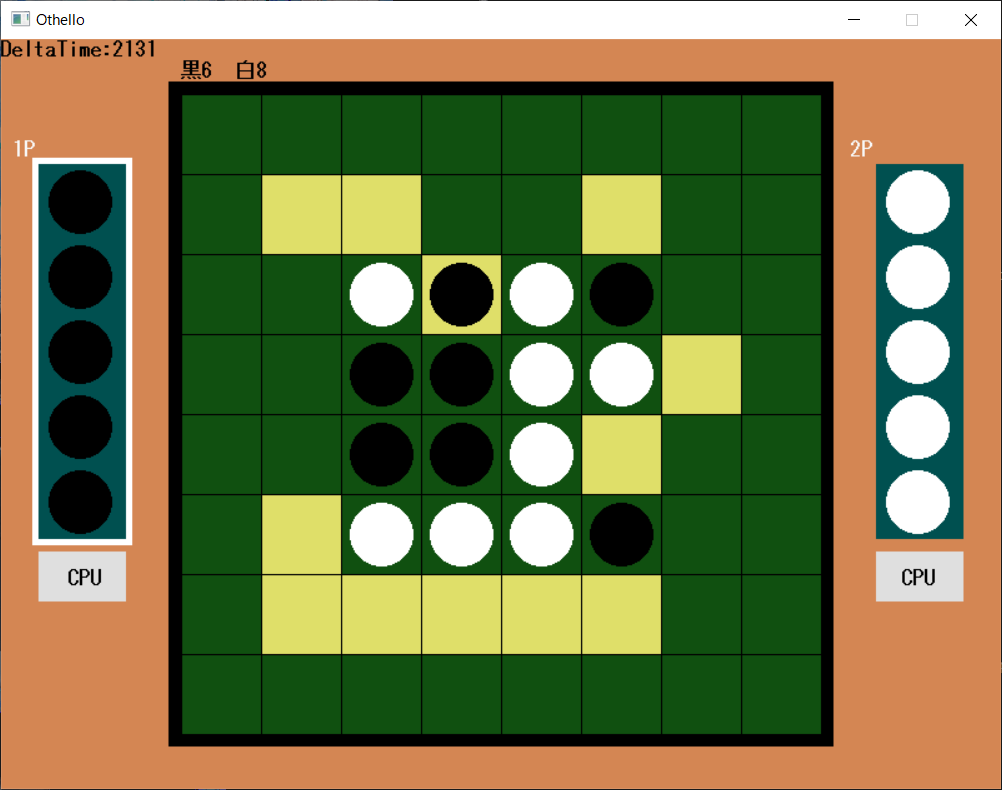 Othello
DeltaTime:2131
黒6 白8
1P
2P
CPU
CPU